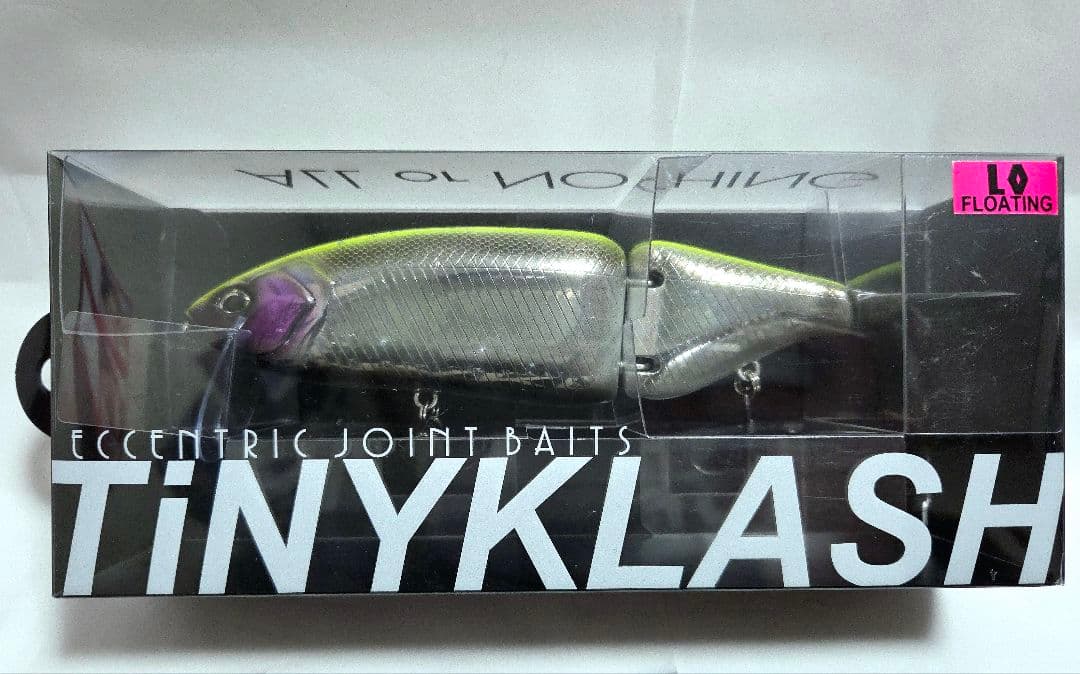 ALL or NOTHING
LO
FLOATING
ECCENTRIC JOINT BAITS
TiNYKLASH